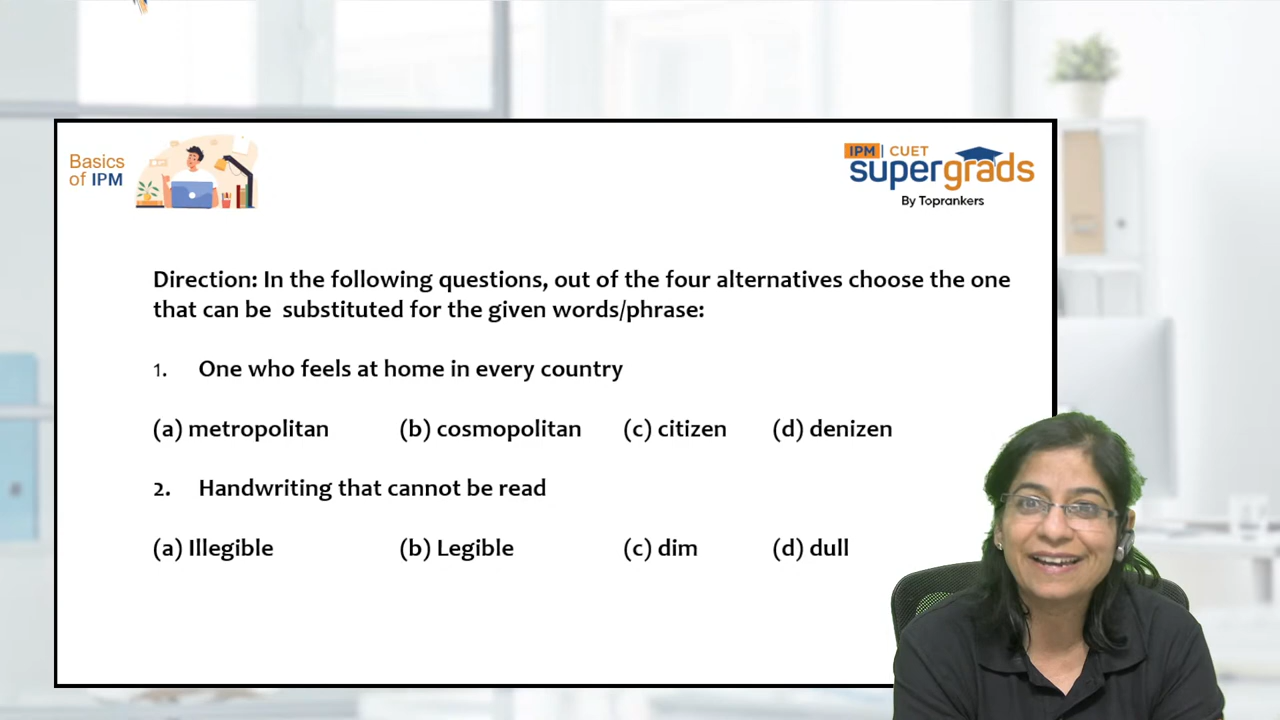 Basics
of IPM
IPM | CUET
supergrads
By Toprankers
Direction: In the following questions, out of the four alternatives choose the one
that can be substituted for the given words/phrase:
1. One who feels at home in every country
(a) metropolitan (b) cosmopolitan (c) citizen (d) denizen
2. Handwriting that cannot be read
(a) Illegible (b) Legible (c) dim (d) dull